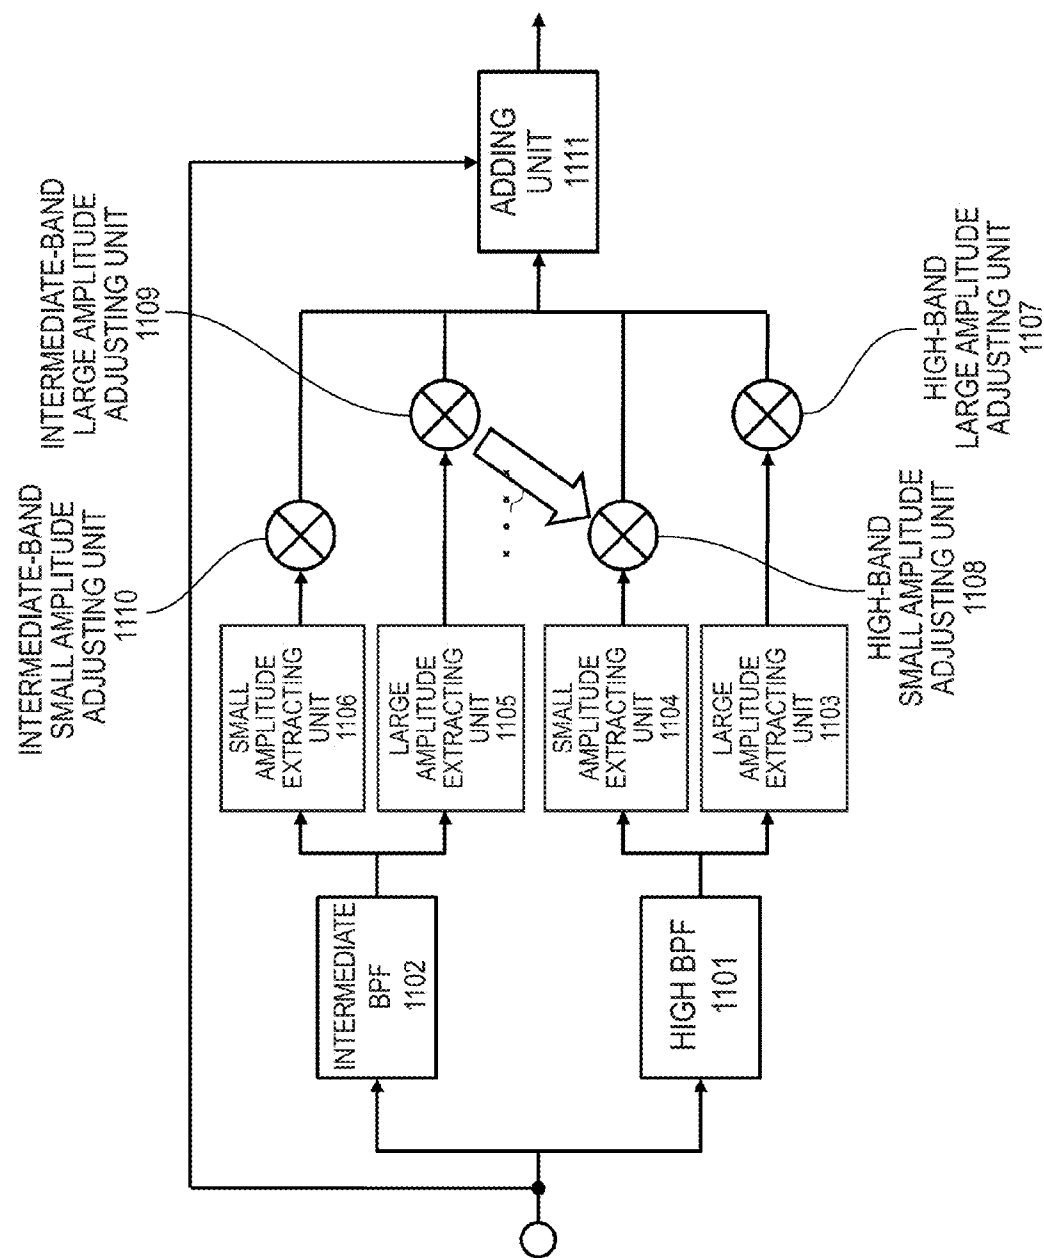 INTERMEDIATE-BAND
SMALL AMPLITUDE
ADJUSTING UNIT
1110
INTERMEDIATE-BAND
LARGE AMPLITUDE
ADJUSTING UNIT
1109
INTERMEDIATE
BPF
1102
SMALL
AMPLITUDE
EXTRACTING
UNIT
1106
LARGE
AMPLITUDE
EXTRACTING
UNIT
1105
ADDING
UNIT
1111
HIGH BPF
1101
SMALL
AMPLITUDE
EXTRACTING
UNIT
1104
LARGE
AMPLITUDE
EXTRACTING
UNIT
1103
HIGH-BAND
SMALL AMPLITUDE
ADJUSTING UNIT
1108
HIGH-BAND
LARGE AMPLITUDE
ADJUSTING UNIT
1107